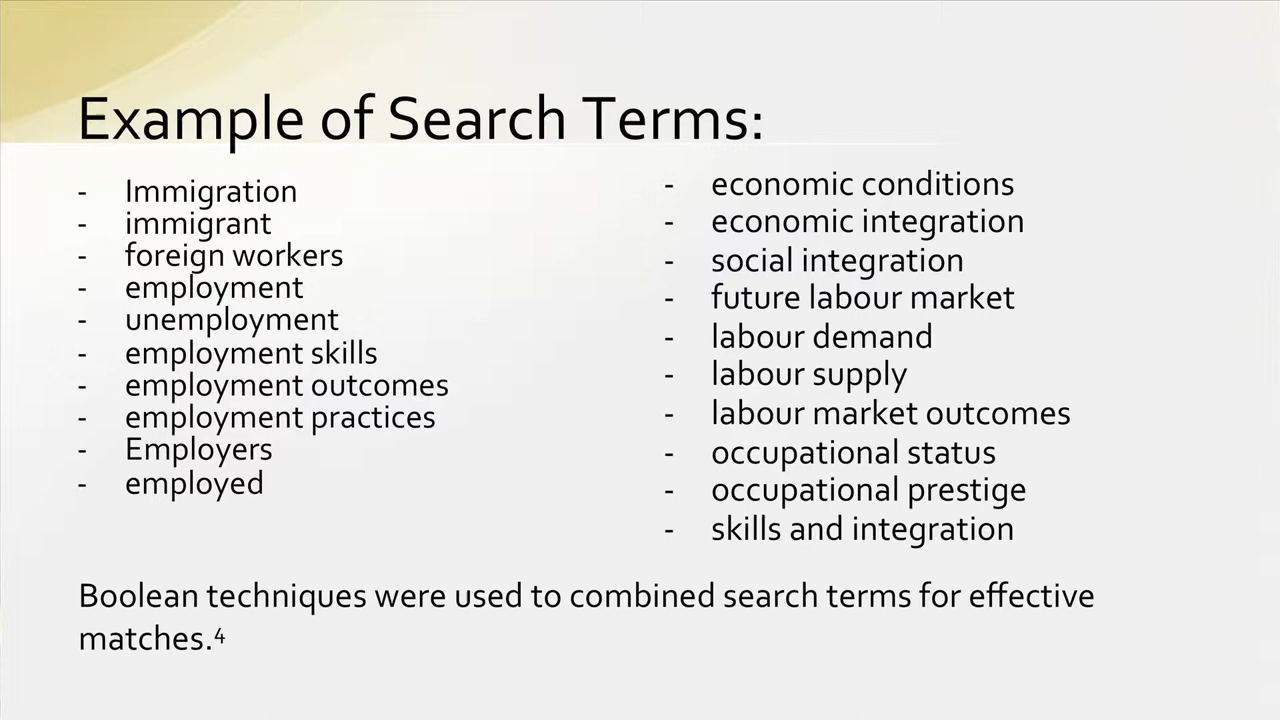 Example of Search Terms:
- Immigration
- immigrant
- foreign workers
- employment
- unemployment
- employment skills
- employment outcomes
- employment practices
- Employers
- employed
- economic conditions
- economic integration
- social integration
- future labour market
- labour demand
- labour supply
- labour market outcomes
- occupational status
- occupational prestige
- skills and integration
Boolean techniques were used to combined search terms for effective
matches.⁴